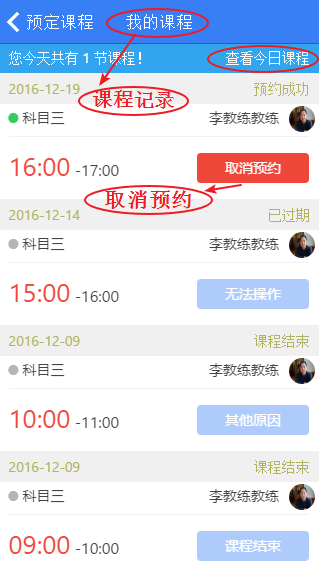 预定课程 我的课程
您今天共有 1 节课程! 查看今日课程
2016-12-19 预约成功
课程记录
科目三 李教练教练
16:00 -17:00 取消预约
取消预约
2016-12-14 已过期
科目三 李教练教练
15:00 -16:00 无法操作
2016-12-09 课程结束
科目三 李教练教练
10:00 -11:00 其他原因
2016-12-09 课程结束
科目三 李教练教练
09:00 -10:00 课程结束